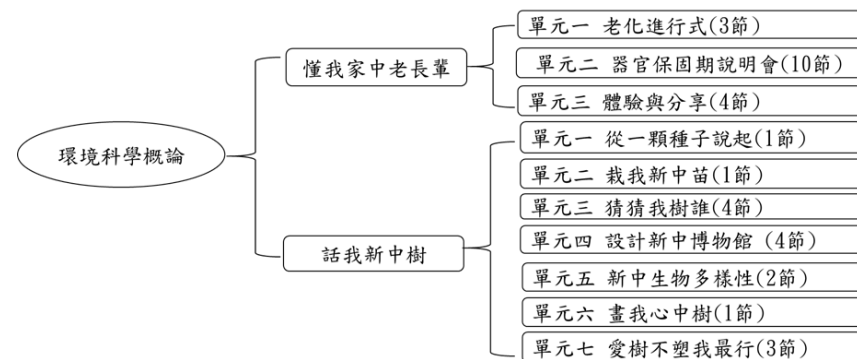 環境科學概論
懂我家中老長輩
單元一 老化進行式(3節)
單元二 器官保固期說明會(10節)
單元三 體驗與分享(4節)
話我新中樹
單元一 從一顆種子說起(1節)
單元二 栽我新中苗(1節)
單元三 猜猜我樹誰(4節)
單元四 設計新中博物館 (4節)
單元五 新中生物多樣性(2節)
單元六 畫我心中樹(1節)
單元七 愛樹不塑我最行(3節)